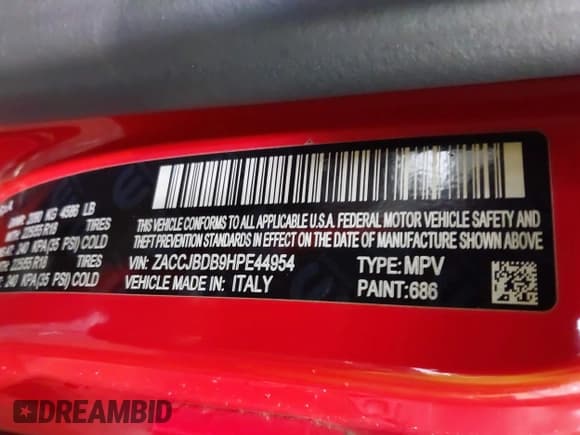 KG 4586 LB
225/55 R18 TIRES
240 KPA (35 PSI) COLD
225/55 R18 TIRES
240 KPA (35 PSI) COLD
THIS VEHICLE CONFORMS TO ALL APPLICABLE U.S.A. FEDERAL MOTOR VEHICLE SAFETY AND
THEFT PREVENTION STANDARDS IN EFFECT ON THE DATE OF MANUFACTURE SHOWN ABOVE.
VIN: ZACCJBDB9HPE44954 TYPE: MPV
VEHICLE MADE IN: ITALY PAINT: 686
DREAMBID